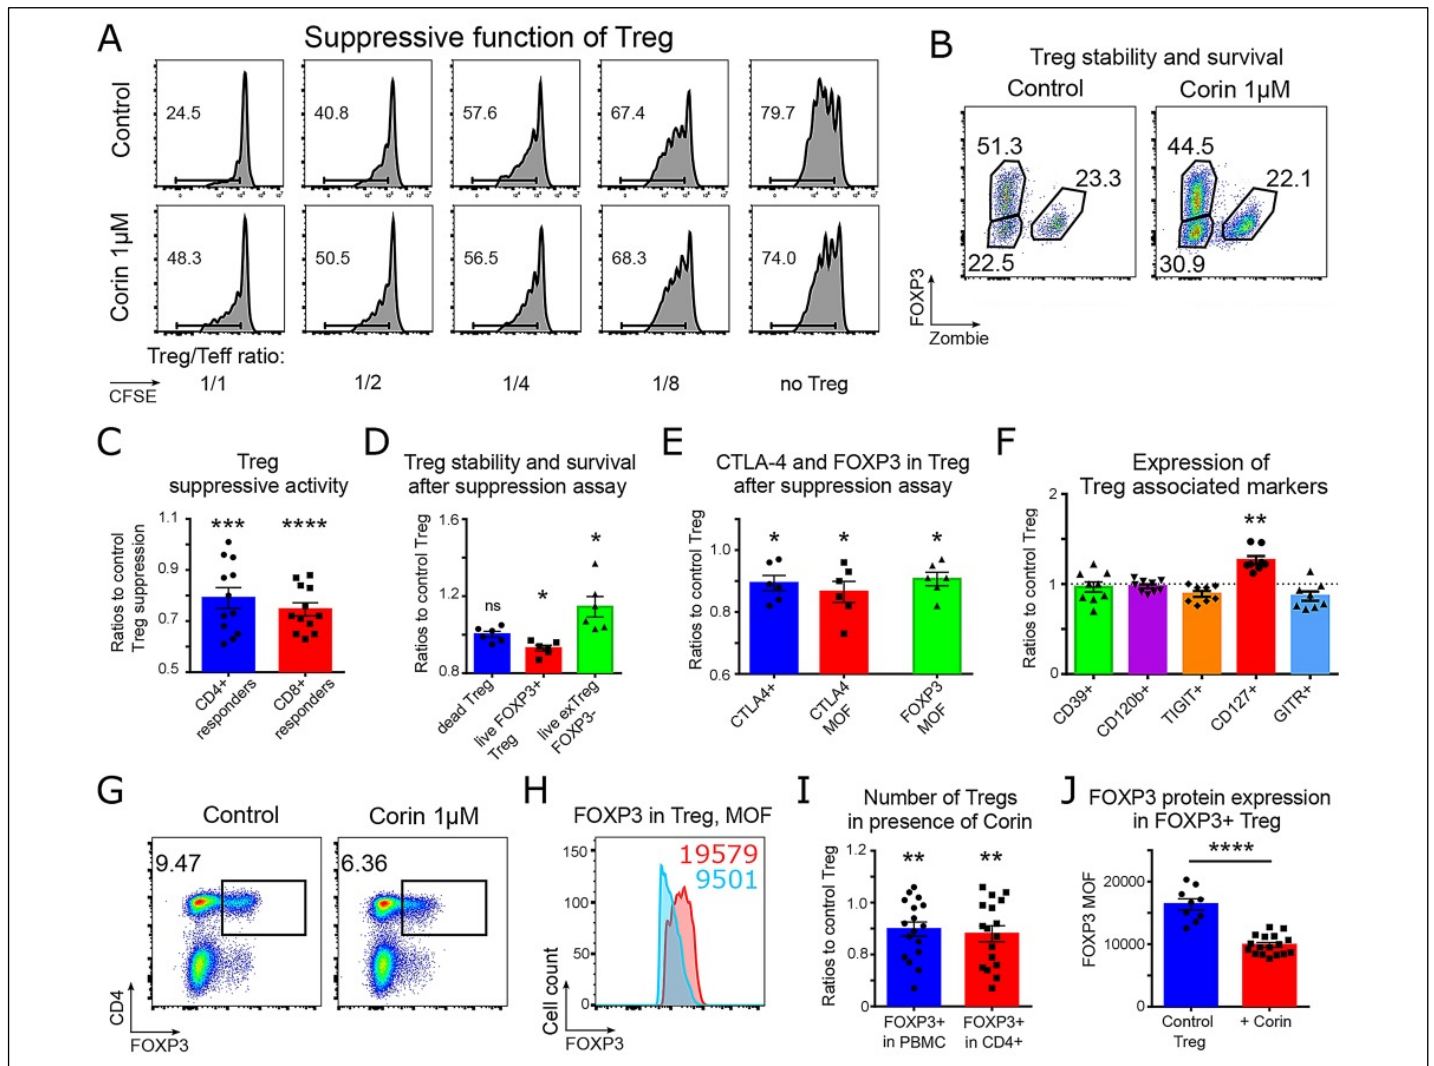 A
Suppressive function of Treg
Control
24.5
40.8
57.6
67.4
79.7
Corin 1µM
48.3
50.5
56.5
68.3
74.0
Treg/Teff ratio:
1/1
1/2
1/4
1/8
no Treg
CFSE
B
Treg stability and survival
Control
Corin 1µM
51.3
23.3
22.5
44.5
22.1
30.9
FOXP3
Zombie
C
Treg
suppressive activity
Ratios to control
Treg suppression
1.1
0.9
0.7
0.5
***
****
CD4+
responders
CD8+
responders
D
Treg stability and survival
after suppression assay
Ratios to control Treg
1.6
1.2
0.8
ns
*
*
dead Treg
live FOXP3+
Treg
live exTreg
FOXP3-
E
CTLA-4 and FOXP3 in Treg
after suppression assay
Ratios to control Treg
1.0
0.8
0.6
*
*
*
CTLA4+
CTLA4
MOF
FOXP3
MOF
F
Expression of
Treg associated markers
Ratios to control Treg
2
1
0
**
CD39+
CD120b+
TIGIT+
CD127+
GITR+
G
Control
Corin 1µM
9.47
6.36
CD4
FOXP3
H
FOXP3 in Treg, MOF
19579
9501
150
100
50
0
Cell count
FOXP3
I
Number of Tregs
in presence of Corin
Ratios to control Treg
1.2
1.0
0.8
0
**
**
FOXP3+
in PBMC
FOXP3+
in CD4+
J
FOXP3 protein expression
in FOXP3+ Treg
****
FOXP3 MOF
20000
10000
0
Control
Treg
+ Corin